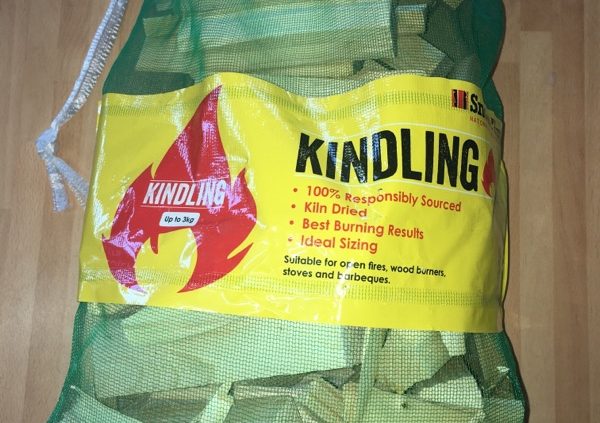 KINDLING
• 100% Responsibly Sourced
• Kiln Dried
• Best Burning Results
• Ideal Sizing
Suitable for open fires, wood burners,
stoves and barbeques.
KINDLING
Up to 3kg